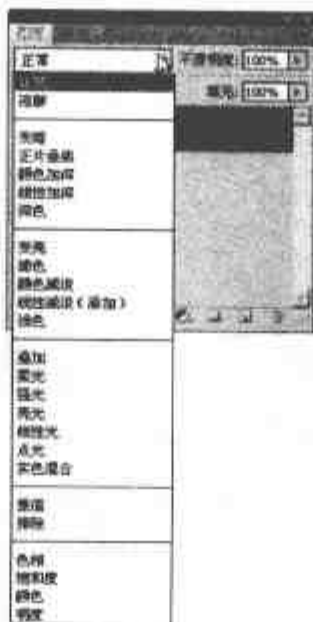 正常
不透明度: 100%
填充: 100%
溶解
变暗
正片叠底
颜色加深
线性加深
深色
变亮
滤色
颜色减淡
线性减淡（添加）
浅色
叠加
柔光
强光
亮光
线性光
点光
实色混合
差值
排除
色相
饱和度
颜色
明度